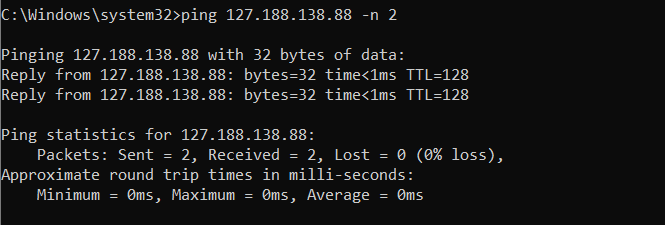 C:\Windows\system32>ping 127.188.138.88 -n 2
Pinging 127.188.138.88 with 32 bytes of data:
Reply from 127.188.138.88: bytes=32 time<1ms TTL=128
Reply from 127.188.138.88: bytes=32 time<1ms TTL=128
Ping statistics for 127.188.138.88:
Packets: Sent = 2, Received = 2, Lost = 0 (0% loss),
Approximate round trip times in milli-seconds:
Minimum = 0ms, Maximum = 0ms, Average = 0ms